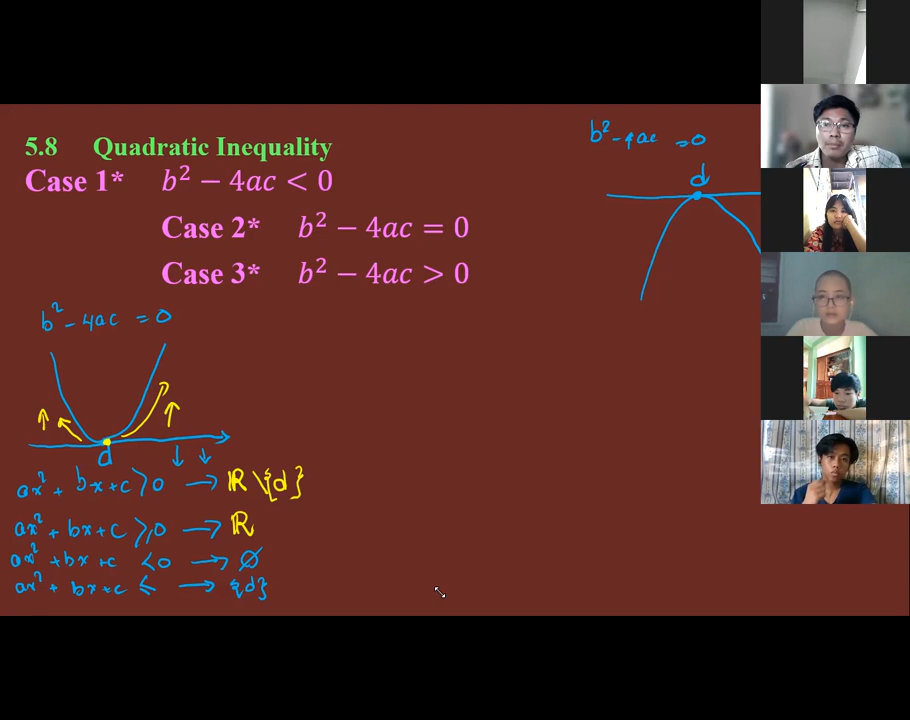 5.8 Quadratic Inequality
Case 1* b² − 4ac < 0
Case 2* b² − 4ac = 0
Case 3* b² − 4ac > 0
b² - 4ac = 0
d
ax² + bx + c > 0 → ℝ \ {d}
ax² + bx + c ≥ 0 → ℝ
ax² + bx + c < 0 → ∅
ax² + bx + c ≤ → {d}
b² - 4ac = 0
d